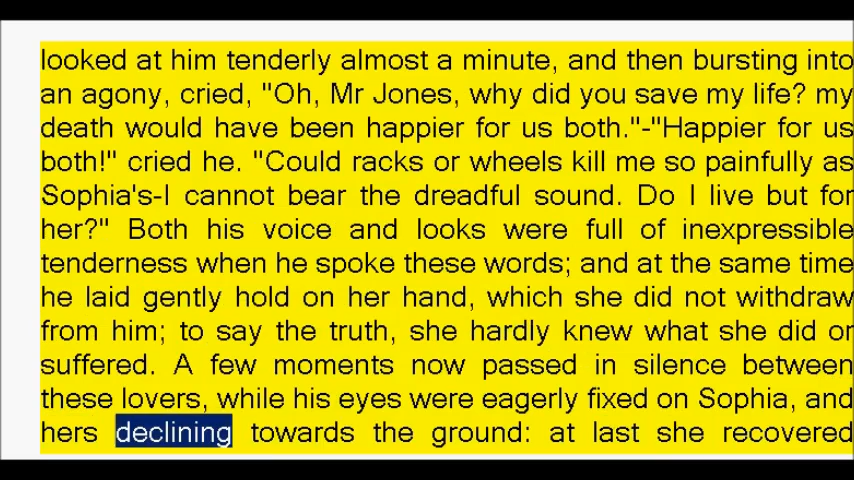 looked at him tenderly almost a minute, and then bursting into
an agony, cried, "Oh, Mr Jones, why did you save my life? my
death would have been happier for us both."-"Happier for us
both!" cried he. "Could racks or wheels kill me so painfully as
Sophia's-I cannot bear the dreadful sound. Do I live but for
her?" Both his voice and looks were full of inexpressible
tenderness when he spoke these words; and at the same time
he laid gently hold on her hand, which she did not withdraw
from him; to say the truth, she hardly knew what she did or
suffered. A few moments now passed in silence between
these lovers, while his eyes were eagerly fixed on Sophia, and
hers declining towards the ground: at last she recovered